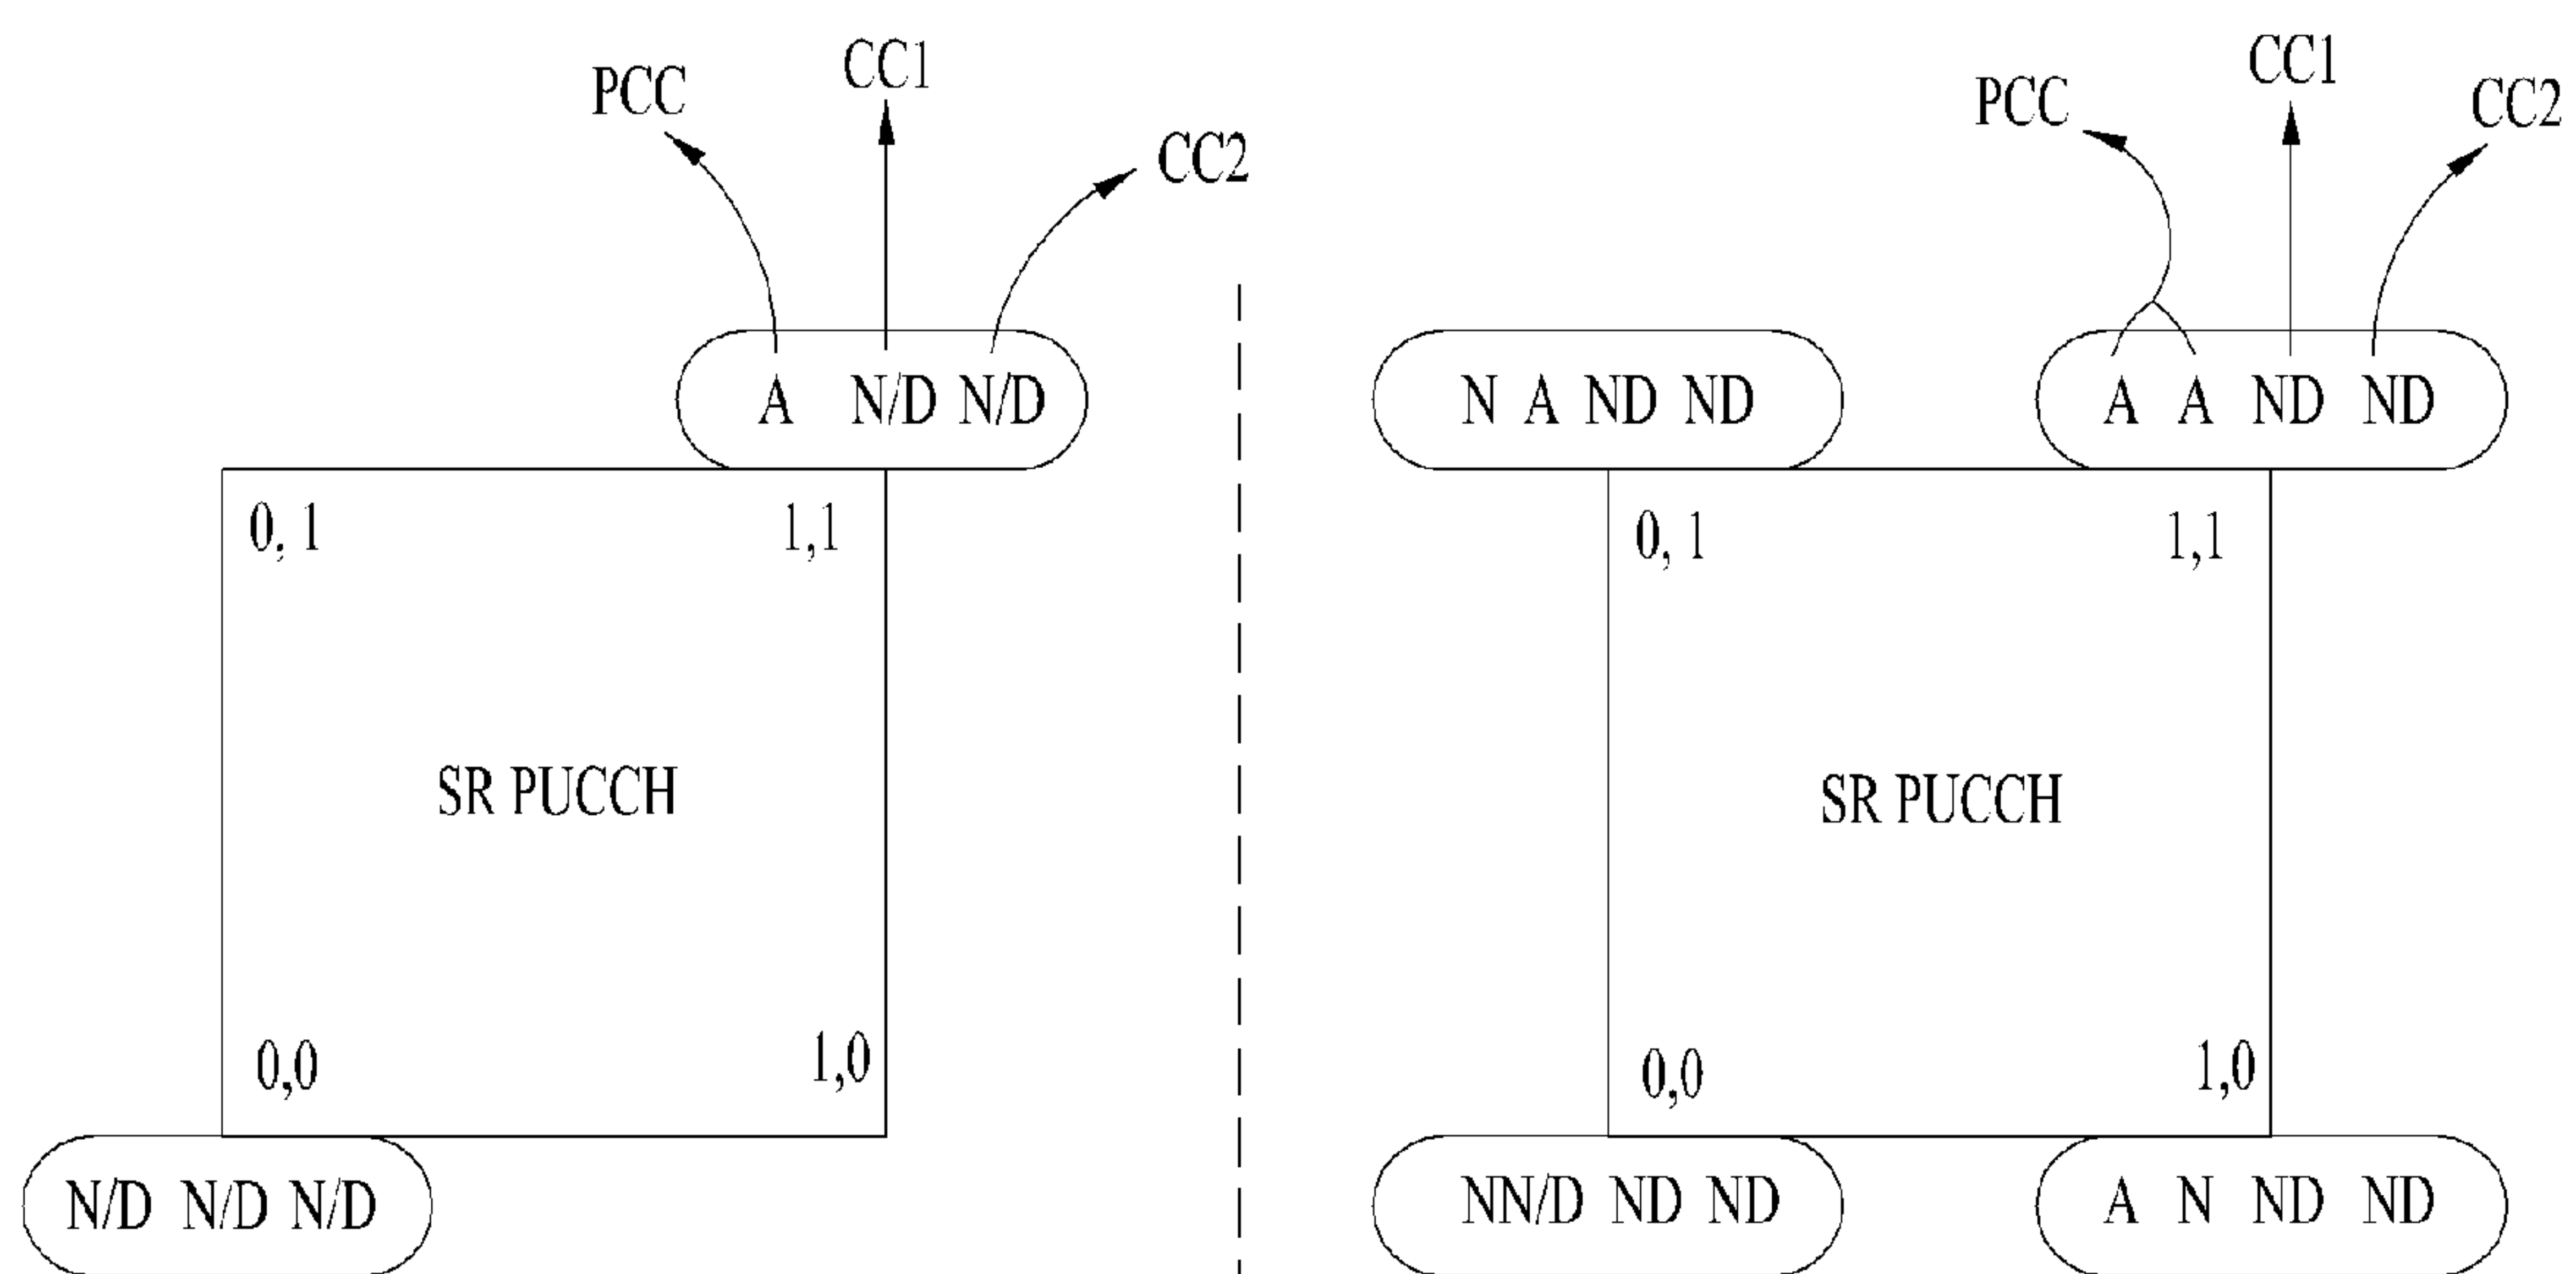 PCC CC1 CC2
A N/D N/D
0, 1 1,1
SR PUCCH
0,0 1,0
N/D N/D N/D
PCC CC1 CC2
N A ND ND A A ND ND
0, 1 1,1
SR PUCCH
0,0 1,0
NN/D ND ND A N ND ND